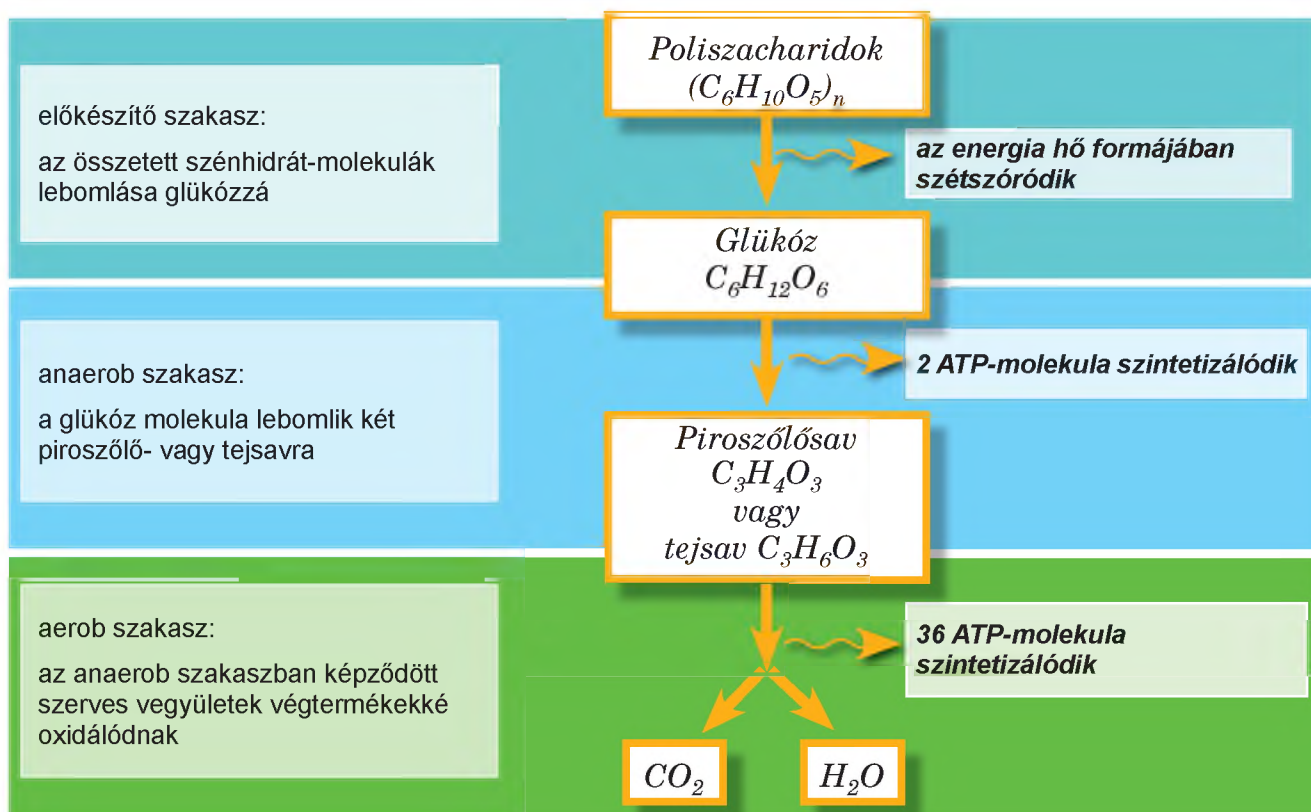 Poliszacharidok
(C₆H₁₀O₅)ₙ
előkészítő szakasz:
az összetett szénhidrát-molekulák
lebomlása glükózzá
az energia hő formájában
szétszóródik
Glükóz
C₆H₁₂O₆
anaerob szakasz:
a glükóz molekula lebomlik két
piroszőlő- vagy tejsavra
2 ATP-molekula szintetizálódik
Piroszőlősav
C₃H₄O₃
vagy
tejsav C₃H₆O₃
aerob szakasz:
az anaerob szakaszban képződött
szerves vegyületek végtermékekké
oxidálódnak
36 ATP-molekula
szintetizálódik
CO₂
H₂O